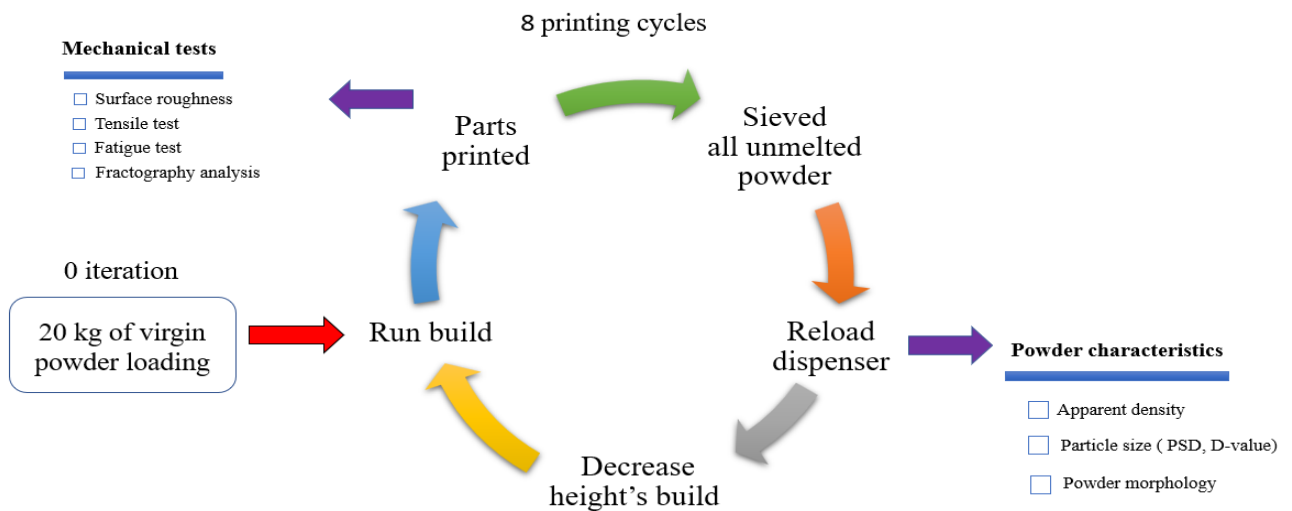 8 printing cycles
Mechanical tests
Surface roughness
Tensile test
Fatigue test
Fractography analysis
Parts
printed
Sieved
all unmelted
powder
0 iteration
20 kg of virgin
powder loading
Run build
Reload
dispenser
Powder characteristics
Apparent density
Particle size ( PSD, D-value)
Powder morphology
Decrease
height’s build